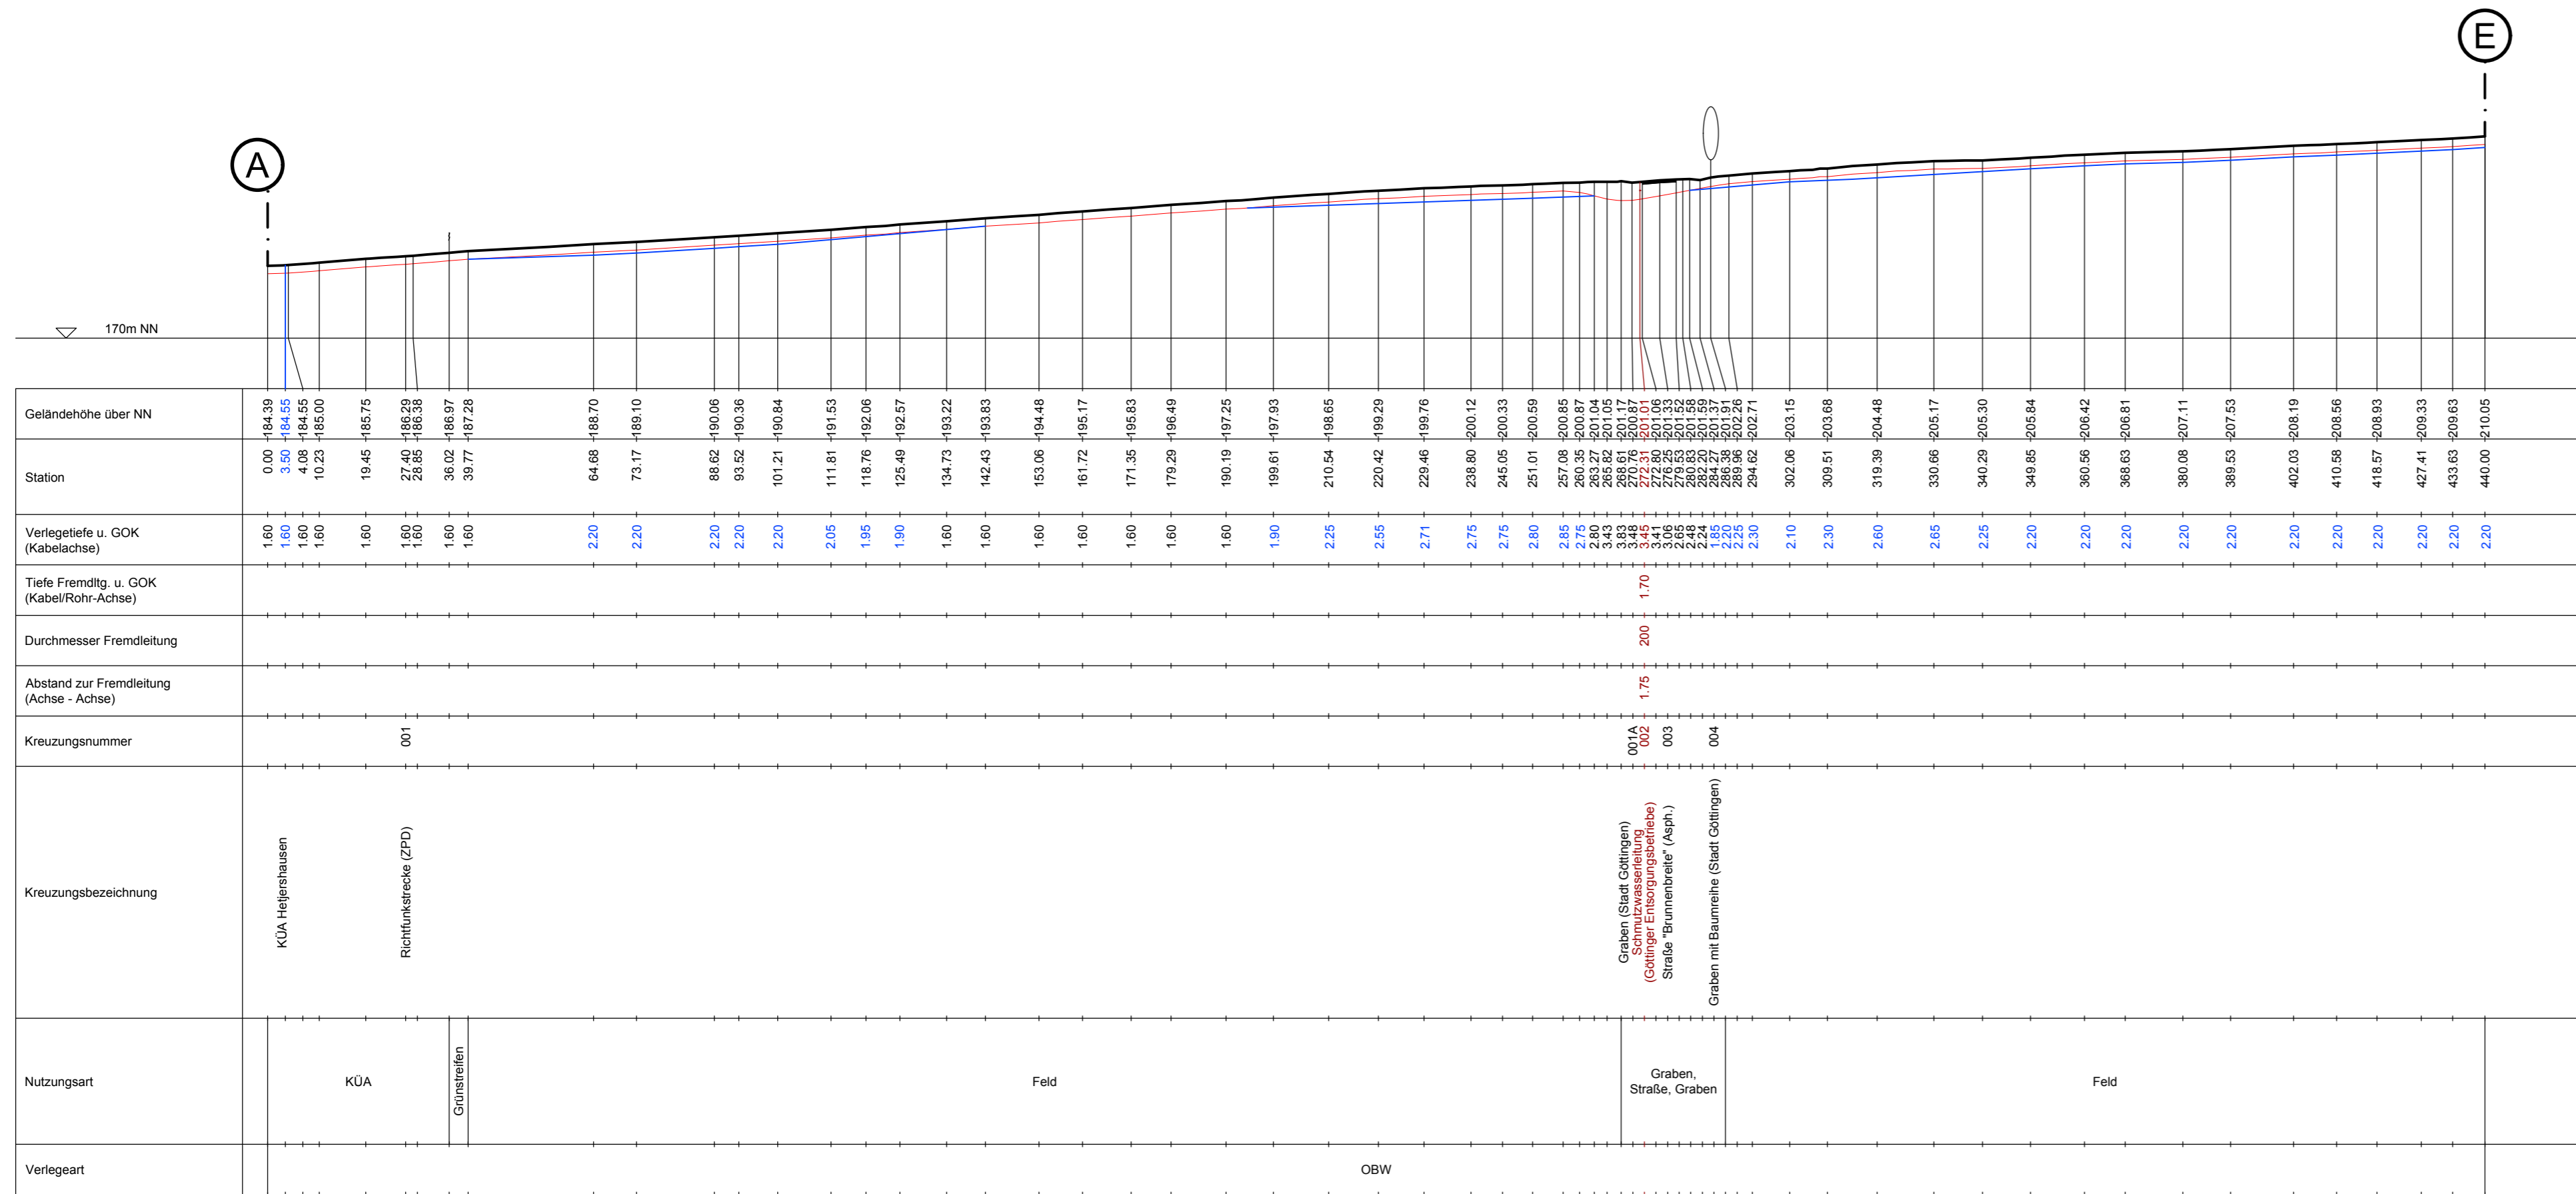 E
A
170m NN
Geländehöhe über NN
184.39 184.55 184.55 185.00 185.75 186.29 186.38 186.97 187.28 188.70 189.10 190.06 190.36 190.84 191.53 192.06 192.57 193.22 193.83 194.48 195.17 195.83 196.49 197.25 197.93 198.65 199.29 199.76 200.12 200.33 200.59 200.85 200.87 201.04 201.05 201.17 200.87 201.01 201.06 201.33 201.52 201.58 201.59 201.37 201.91 202.26 202.71 203.15 203.68 204.48 205.17 205.30 205.84 206.42 206.81 207.11 207.53 208.19 208.56 208.93 209.33 209.63 210.05
Station
0.00 3.50 4.08 10.23 19.45 27.40 28.85 36.02 39.77 64.68 73.17 88.62 93.52 101.21 111.81 118.76 125.49 134.73 142.43 153.06 161.72 171.35 179.29 190.19 199.61 210.54 220.42 229.46 238.80 245.05 251.01 257.08 260.35 263.27 265.82 268.61 270.76 272.31 272.80 276.25 279.53 280.83 282.20 284.27 286.38 289.96 294.62 302.06 309.51 319.39 330.66 340.29 349.85 360.56 368.63 380.08 389.53 402.03 410.58 418.57 427.41 433.63 440.00
Verlegetiefe u. GOK
(Kabelachse)
1.60 1.60 1.60 1.60 1.60 1.60 1.60 1.60 1.60 2.20 2.20 2.20 2.20 2.20 2.05 1.95 1.90 1.60 1.60 1.60 1.60 1.60 1.60 1.60 1.90 2.25 2.55 2.71 2.75 2.75 2.80 2.85 2.75 2.80 3.43 3.83 3.48 3.45 3.41 3.06 2.65 2.48 2.24 1.85 2.20 2.25 2.30 2.10 2.30 2.60 2.65 2.25 2.20 2.20 2.20 2.20 2.20 2.20 2.20 2.20 2.20 2.20 2.20
Tiefe Fremdltg. u. GOK
(Kabel/Rohr-Achse)
1.70
Durchmesser Fremdleitung
200
Abstand zur Fremdleitung
(Achse - Achse)
1.75
Kreuzungsnummer
001 001A 002 003 004
Kreuzungsbezeichnung
KÜA Hetjershausen
Richtfunkstrecke (ZPD)
Graben (Stadt Göttingen)
Schmutzwasserleitung
(Göttinger Entsorgungsbetriebe)
Straße "Brunnenbreite" (Asph.)
Graben mit Baumreihe (Stadt Göttingen)
Nutzungsart
KÜA
Grünstreifen
Feld
Graben,
Straße, Graben
Feld
Verlegeart
OBW